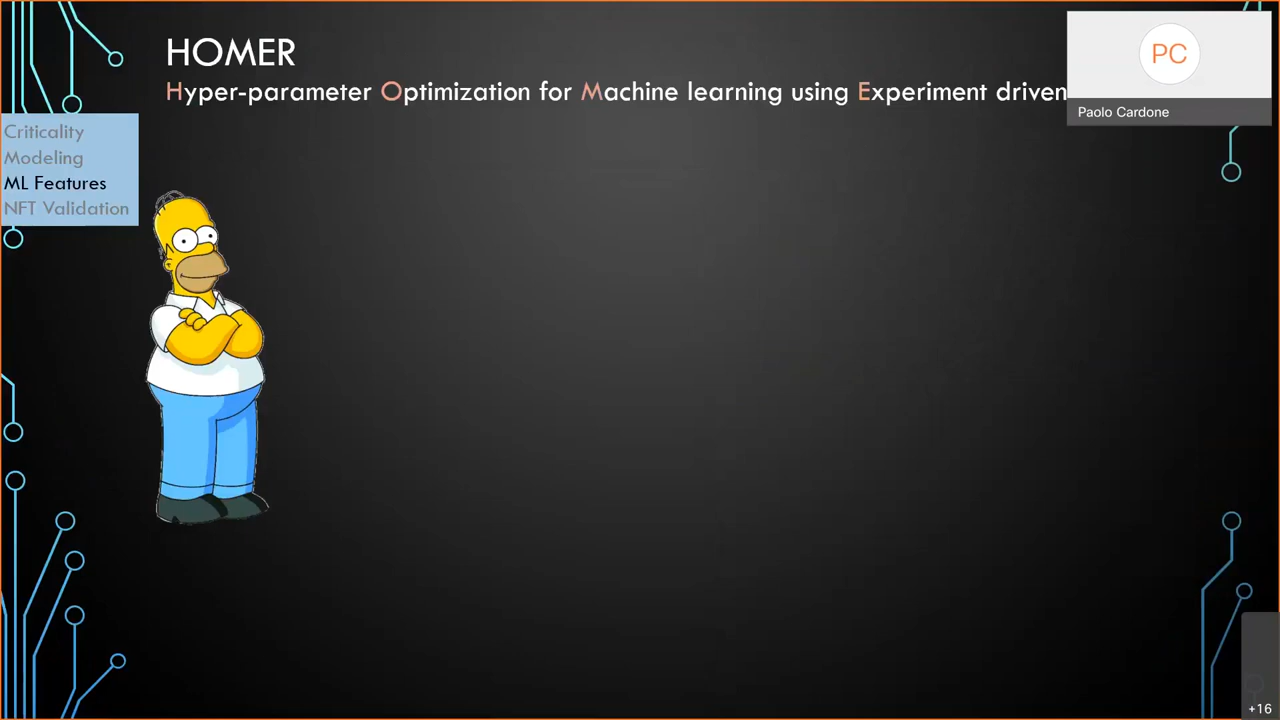 HOMER
Hyper-parameter Optimization for Machine learning using Experiment driven
PC
Paolo Cardone
Criticality
Modeling
ML Features
NFT Validation
+16